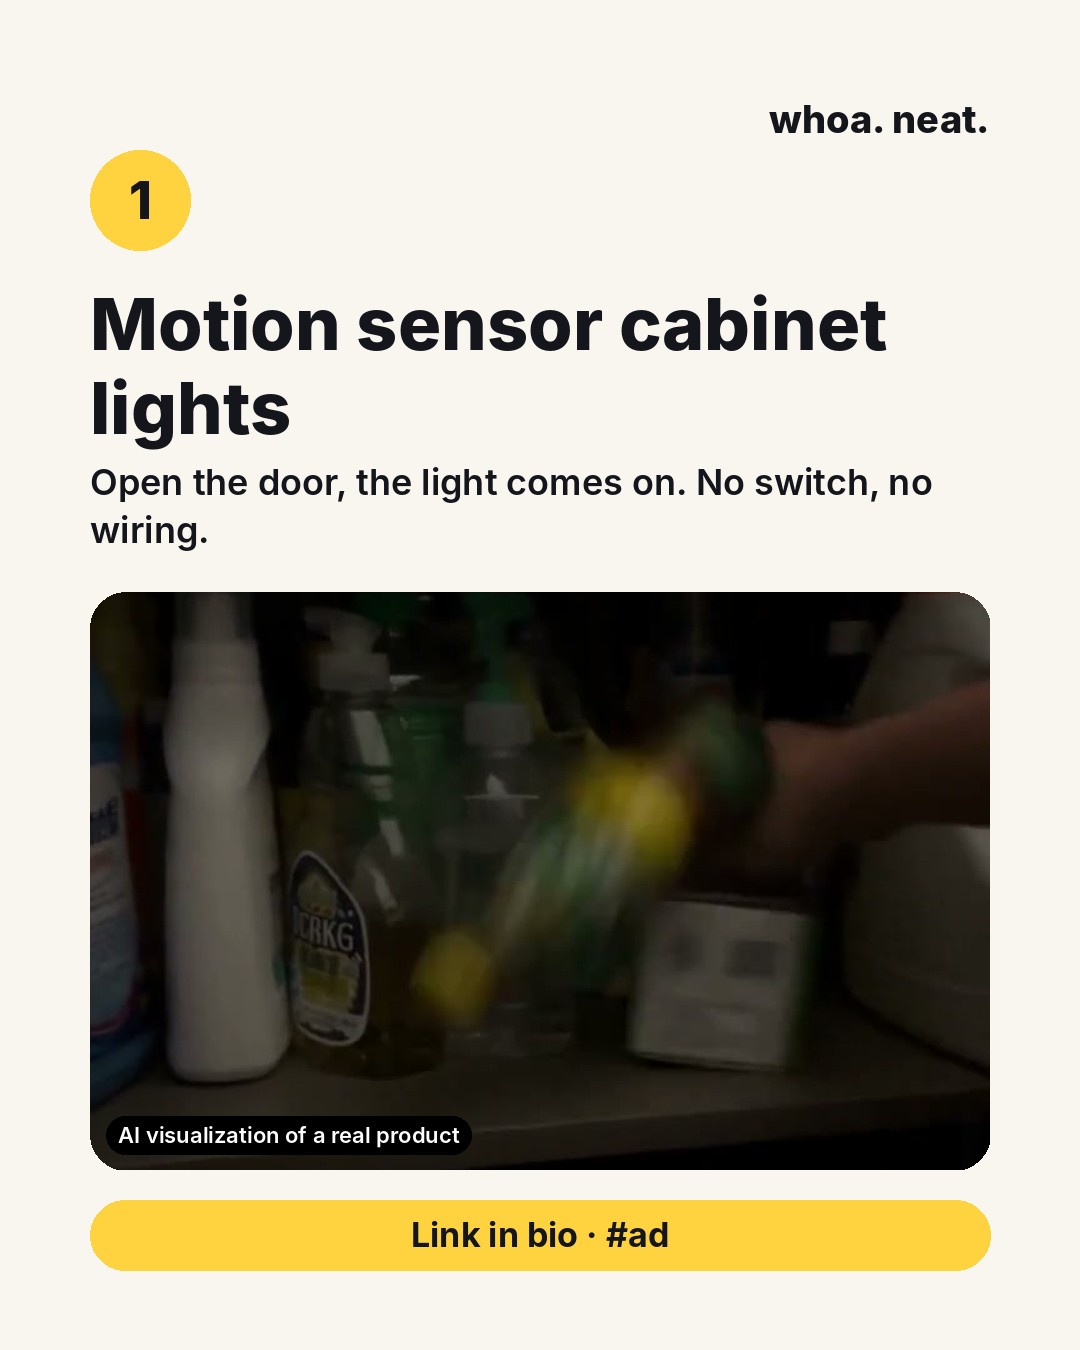 whoa. neat.
1
Motion sensor cabinet
lights
Open the door, the light comes on. No switch, no
wiring.
AI visualization of a real product
Link in bio · #ad